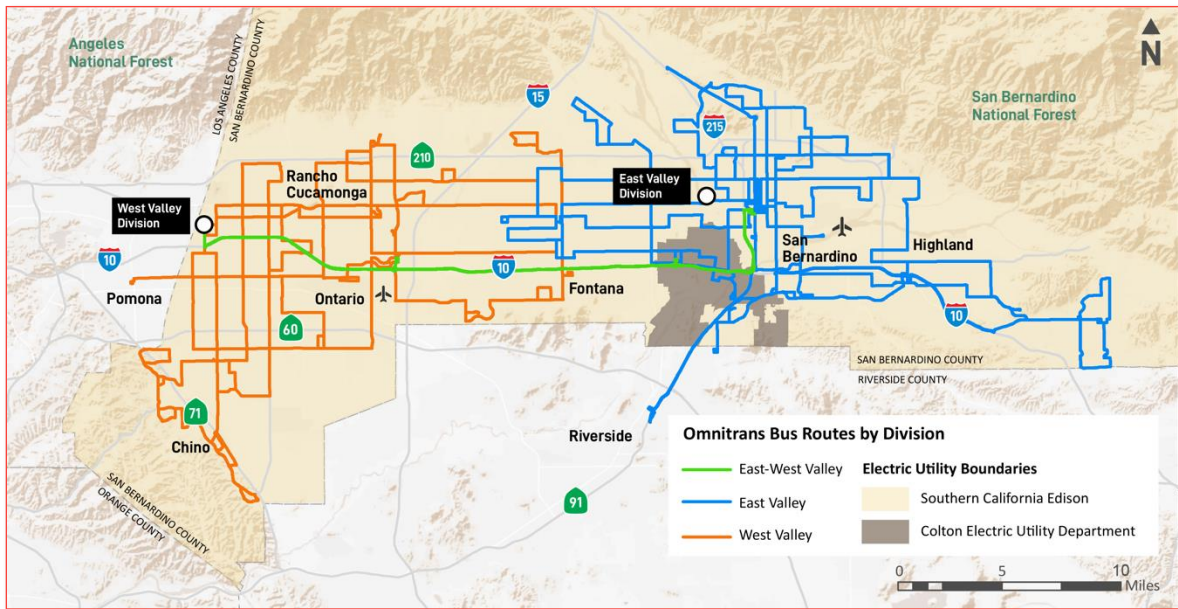 Angeles
National Forest
LOS ANGELES COUNTY
SAN BERNARDINO COUNTY
15
215
N
San Bernardino
National Forest
210
Rancho
Cucamonga
East Valley
Division
West Valley
Division
10
Pomona
Ontario
10
Fontana
San
Bernardino
Highland
60
10
SAN BERNARDINO COUNTY
RIVERSIDE COUNTY
71
Chino
Riverside
91
SAN BERNARDINO COUNTY
ORANGE COUNTY
Omnitrans Bus Routes by Division
East-West Valley
East Valley
West Valley
Electric Utility Boundaries
Southern California Edison
Colton Electric Utility Department
0 5 10
Miles